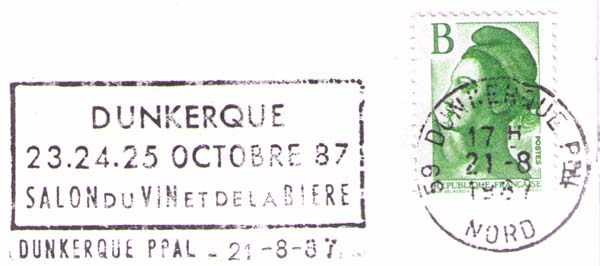 DUNKERQUE
23.24.25 OCTOBRE 87
SALON DU VIN ET DE LA BIERE
DUNKERQUE PPAL - 21-8-87
B
POSTES
REPUBLIQUE FRANÇAISE
59 DUNKERQUE PPAL
17 H
21-8
1987
NORD